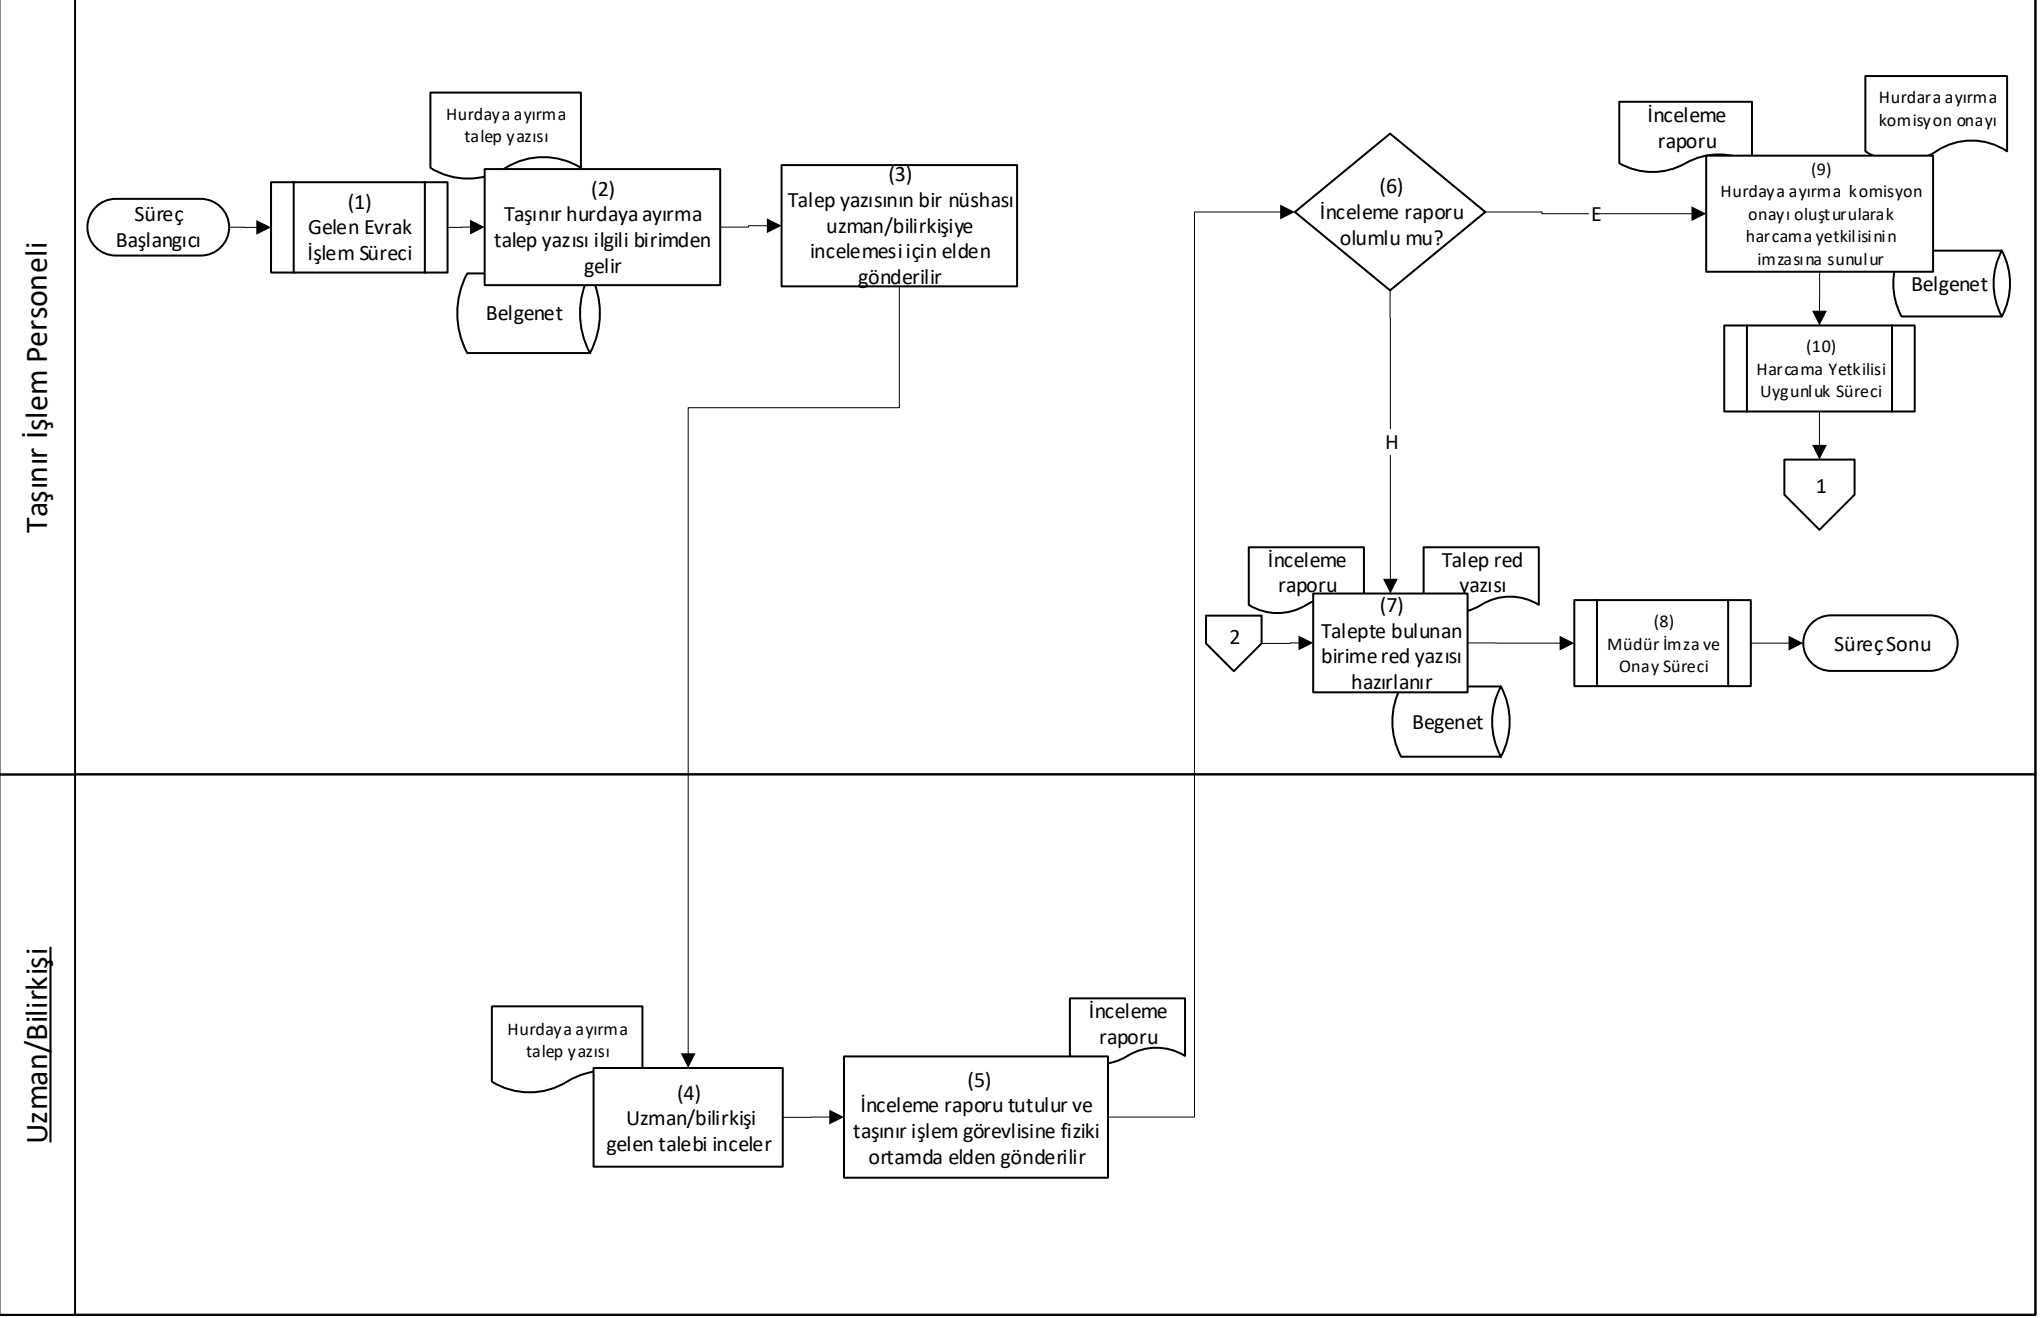 Taşınır İşlem Personeli
Süreç
Başlangıcı
(1)
Gelen Evrak
İşlem Süreci
Hurdaya ayırma
talep yazısı
(2)
Taşınır hurdaya ayırma
talep yazısı ilgili birimden
gelir
Belgenet
(3)
Talep yazısının bir nüshası
uzman/bilirkişiye
incelemesi için elden
gönderilir
(6)
İnceleme raporu
olumlu mu?
E
H
İnceleme
raporu
Hurdara ayırma
komisyon onayı
(9)
Hurdaya ayırma komisyon
onayı oluşturularak
harcama yetkilisinin
imzasına sunulur
Belgenet
(10)
Harcama Yetkilisi
Uygunluk Süreci
1
2
İnceleme
raporu
Talep red
yazısı
(7)
Talepte bulunan
birime red yazısı
hazırlanır
Begenet
(8)
Müdür İmza ve
Onay Süreci
Süreç Sonu
Uzman/Bilirkişi
Hurdaya ayırma
talep yazısı
(4)
Uzman/bilirkişi
gelen talebi inceler
İnceleme
raporu
(5)
İnceleme raporu tutulur ve
taşınır işlem görevlisine fiziki
ortamda elden gönderilir